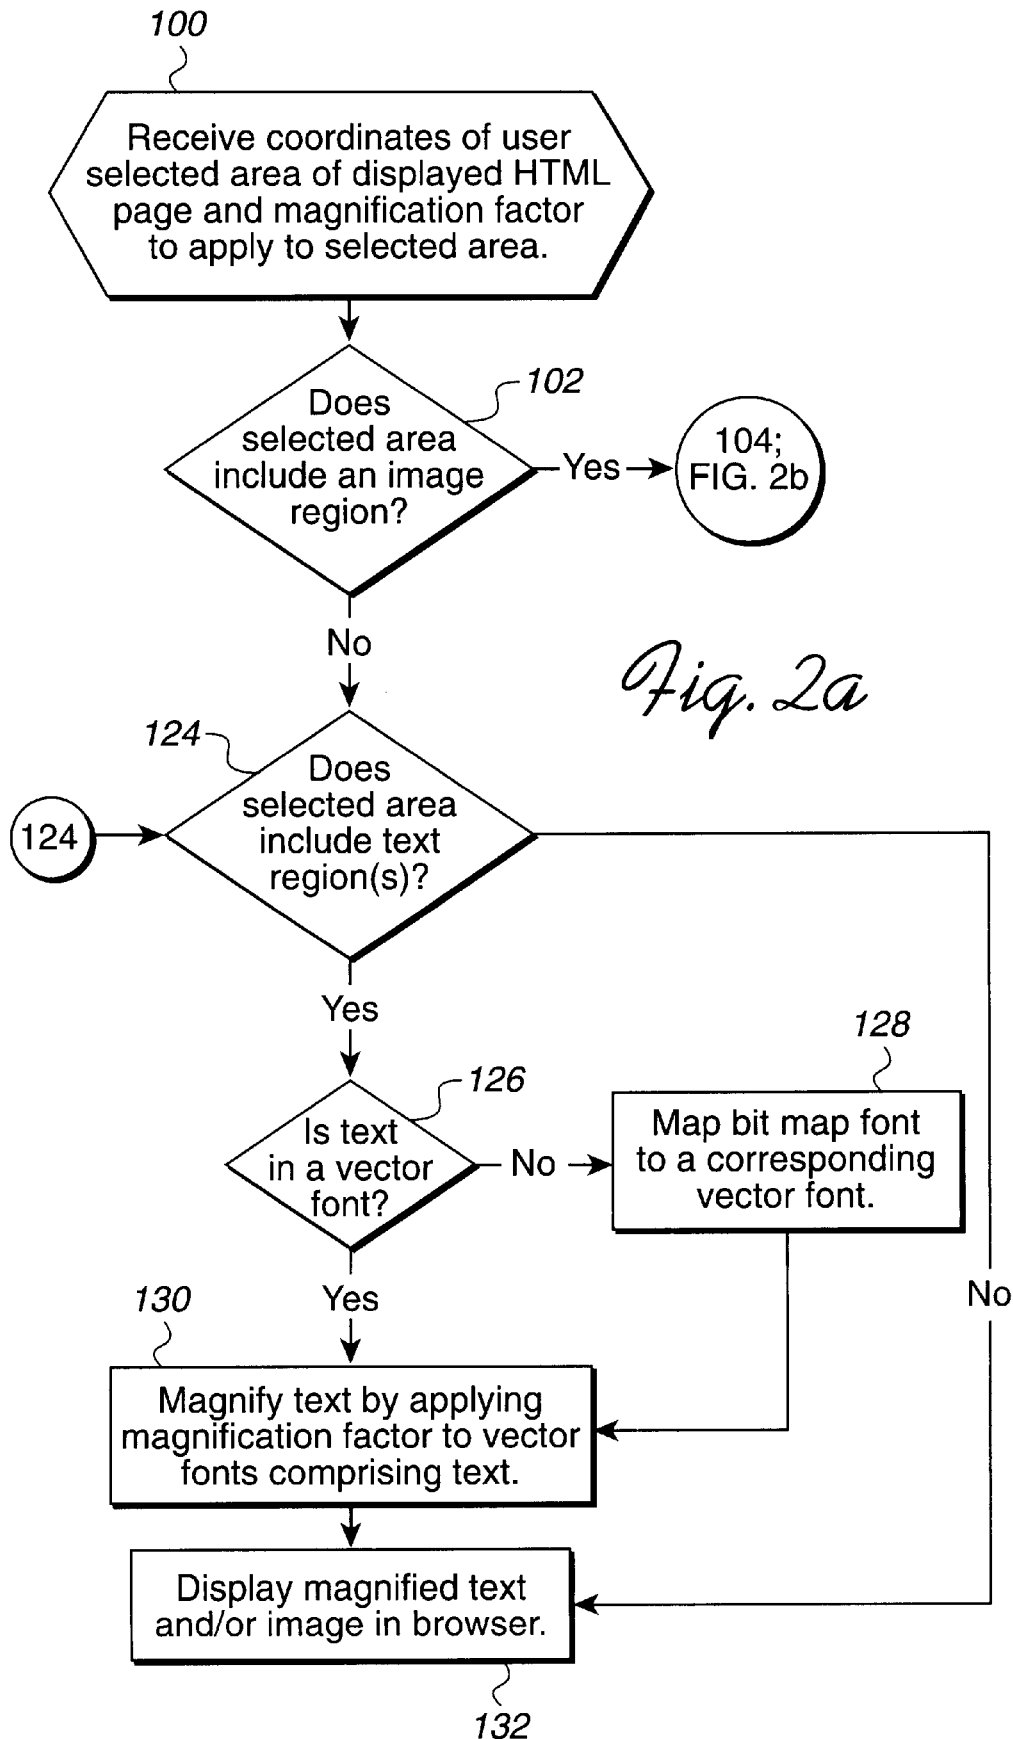 100
Receive coordinates of user
selected area of displayed HTML
page and magnification factor
to apply to selected area.
102
Does
selected area
include an image
region?
Yes
104;
FIG. 2b
No
Fig. 2a
124
Does
selected area
include text
region(s)?
124
Yes
126
Is text
in a vector
font?
No
128
Map bit map font
to a corresponding
vector font.
No
Yes
130
Magnify text by applying
magnification factor to vector
fonts comprising text.
Display magnified text
and/or image in browser.
132